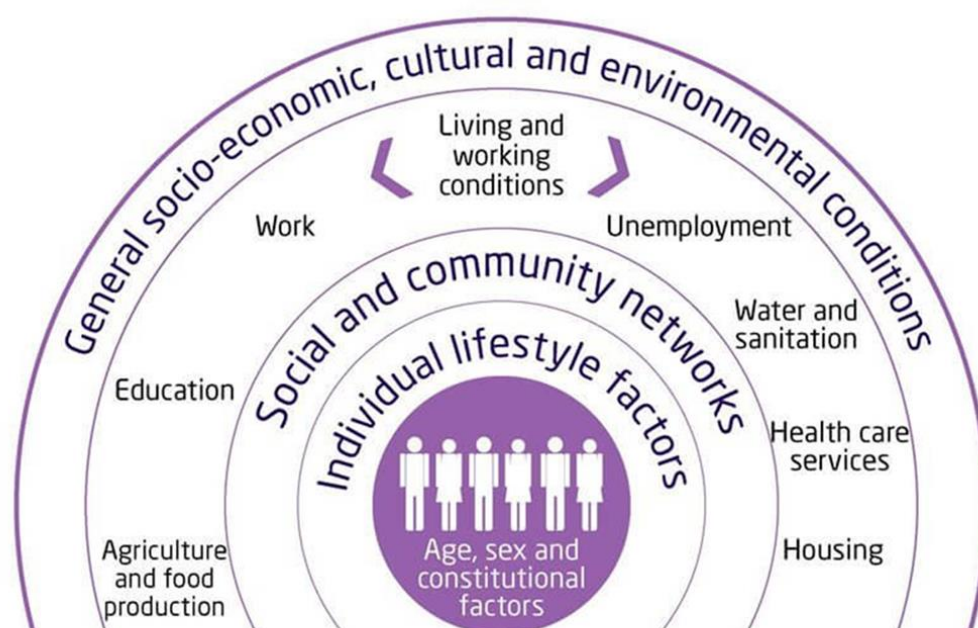 General socio-economic, cultural and environmental conditions
Living and
working
conditions
Work
Unemployment
Social and community networks
Water and
sanitation
Individual lifestyle factors
Education
Health care
services
Agriculture
and food
production
Housing
Age, sex and
constitutional
factors